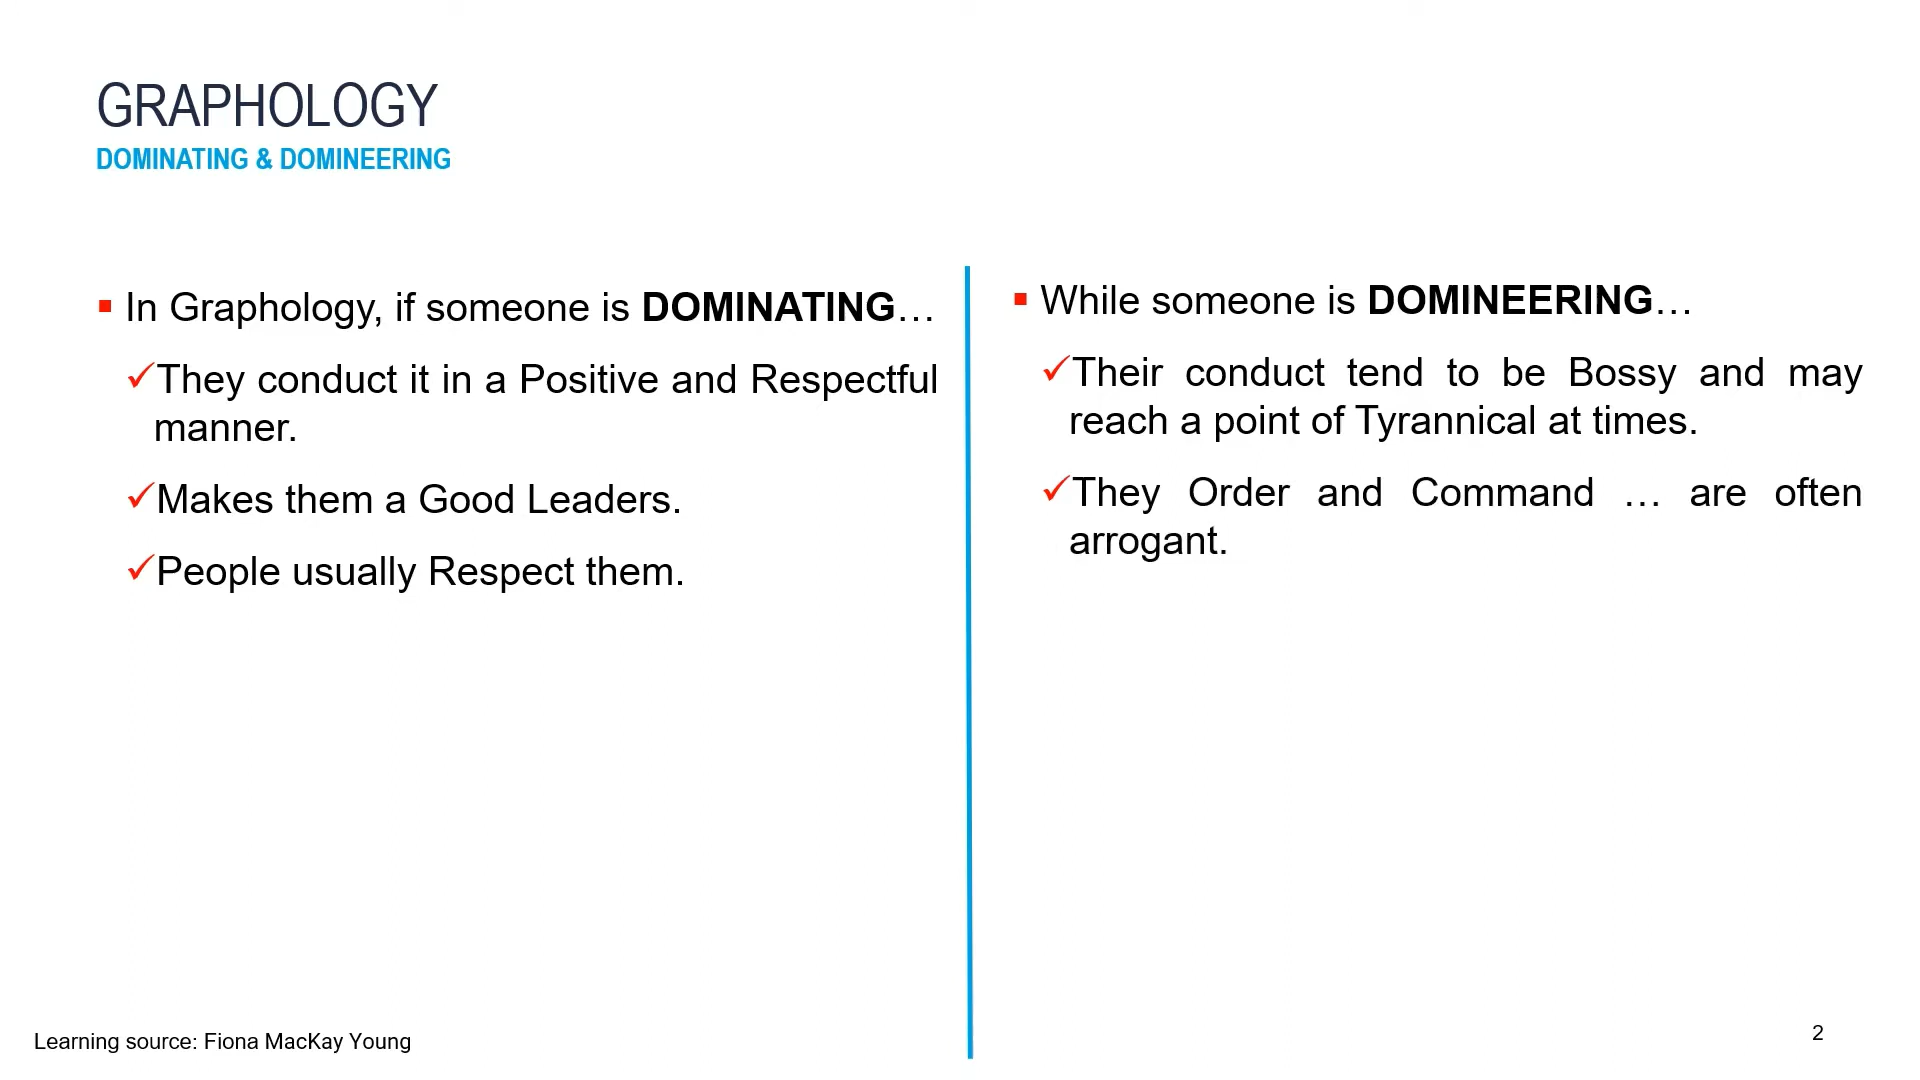 GRAPHOLOGY
DOMINATING & DOMINEERING
In Graphology, if someone is DOMINATING…
They conduct it in a Positive and Respectful
manner.
Makes them a Good Leaders.
People usually Respect them.
While someone is DOMINEERING…
Their conduct tend to be Bossy and may
reach a point of Tyrannical at times.
They Order and Command … are often
arrogant.
Learning source: Fiona MacKay Young
2